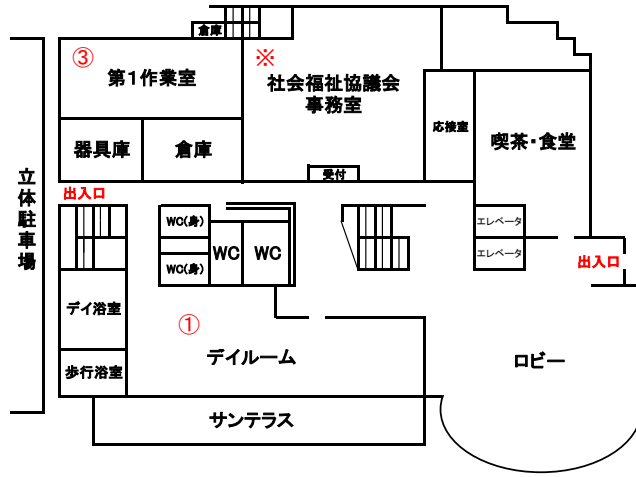 倉庫
③
※
第1作業室
社会福祉協議会
事務室
応接室
喫茶・食堂
器具庫
倉庫
受付
立体駐車場
出入口
WC(身)
WC(身)
WC
WC
エレベータ
エレベータ
出入口
デイ浴室
①
デイルーム
ロビー
歩行浴室
サンテラス